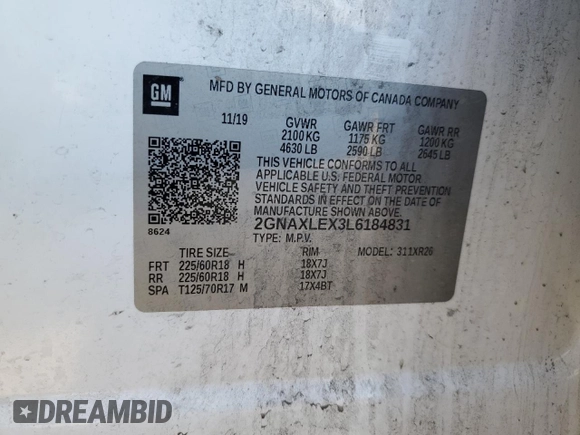 GM
MFD BY GENERAL MOTORS OF CANADA COMPANY
11/19 GVWR GAWR FRT GAWR RR
2100 KG 1175 KG 1200 KG
4630 LB 2590 LB 2645 LB
THIS VEHICLE CONFORMS TO ALL
APPLICABLE U.S. FEDERAL MOTOR
VEHICLE SAFETY AND THEFT PREVENTION
STANDARDS IN EFFECT ON THE DATE OF
MANUFACTURE SHOWN ABOVE.
8624
2GNAXLEX3L6184831
TYPE: M.P.V. MODEL: 311XR26
TIRE SIZE RIM
FRT 225/60R18 H 18X7J
RR 225/60R18 H 18X7J
SPA T125/70R17 M 17X4BT
DREAMBID